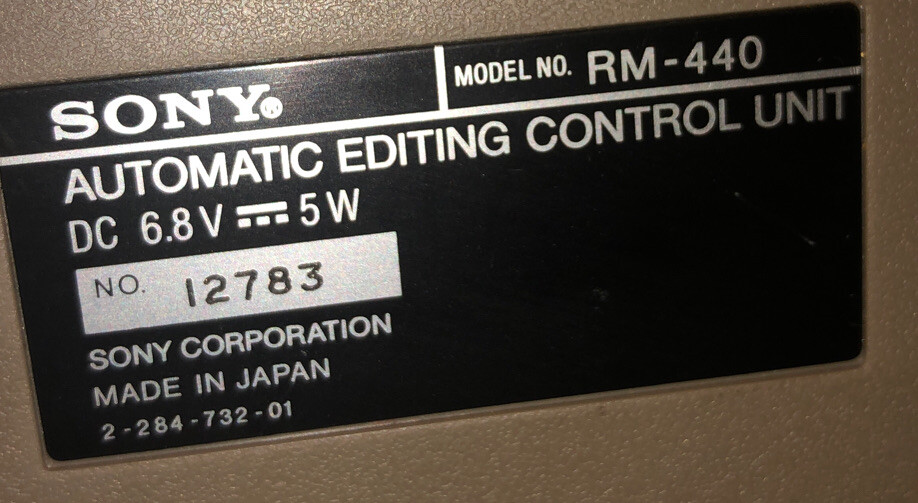 SONY®
MODEL NO. RM-440
AUTOMATIC EDITING CONTROL UNIT
DC 6.8V ⎓ 5W
NO. 12783
SONY CORPORATION
MADE IN JAPAN
2-284-732-01